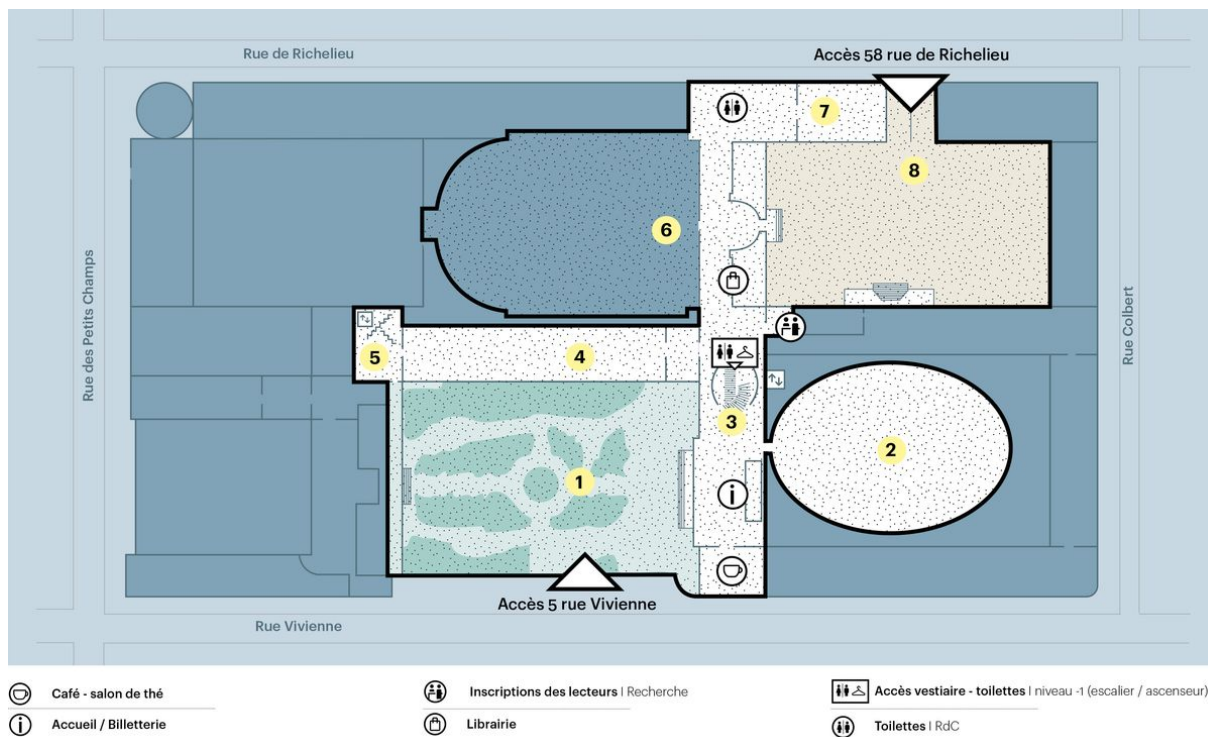 Rue de Richelieu
Accès 58 rue de Richelieu
7
8
6
Rue des Petits Champs
Rue Colbert
5
4
3
2
1
i
Accès 5 rue Vivienne
Rue Vivienne
Café - salon de thé
Inscriptions des lecteurs | Recherche
Accès vestiaire - toilettes | niveau -1 (escalier / ascenseur)
i
Accueil / Billetterie
Librairie
Toilettes | RdC